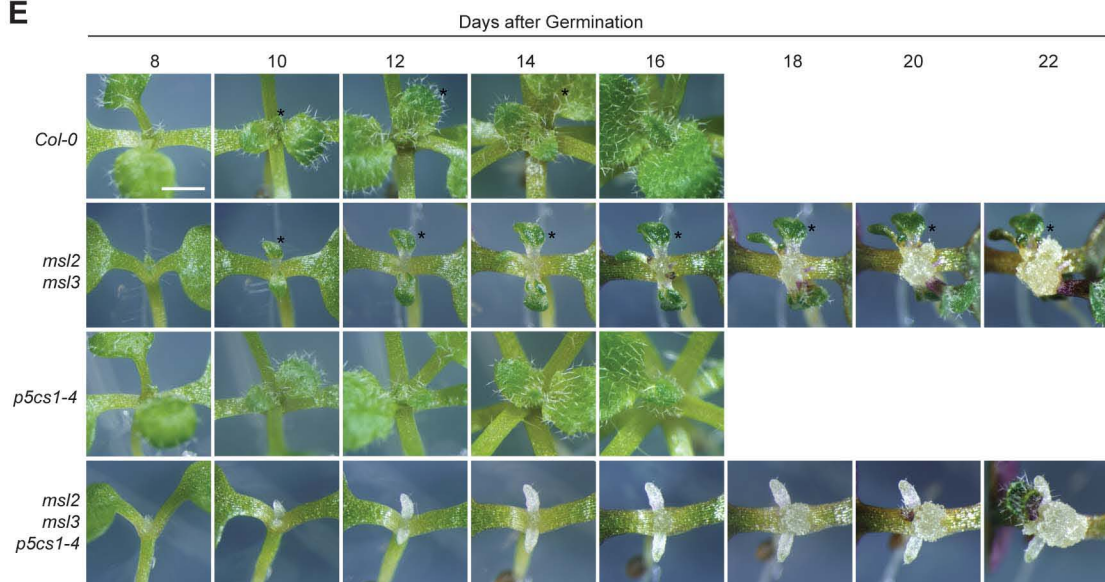 E
Days after Germination
8 10 12 14 16 18 20 22
Col-0
*
*
*
msl2
msl3
* * * * * * *
p5cs1-4
msl2
msl3
p5cs1-4